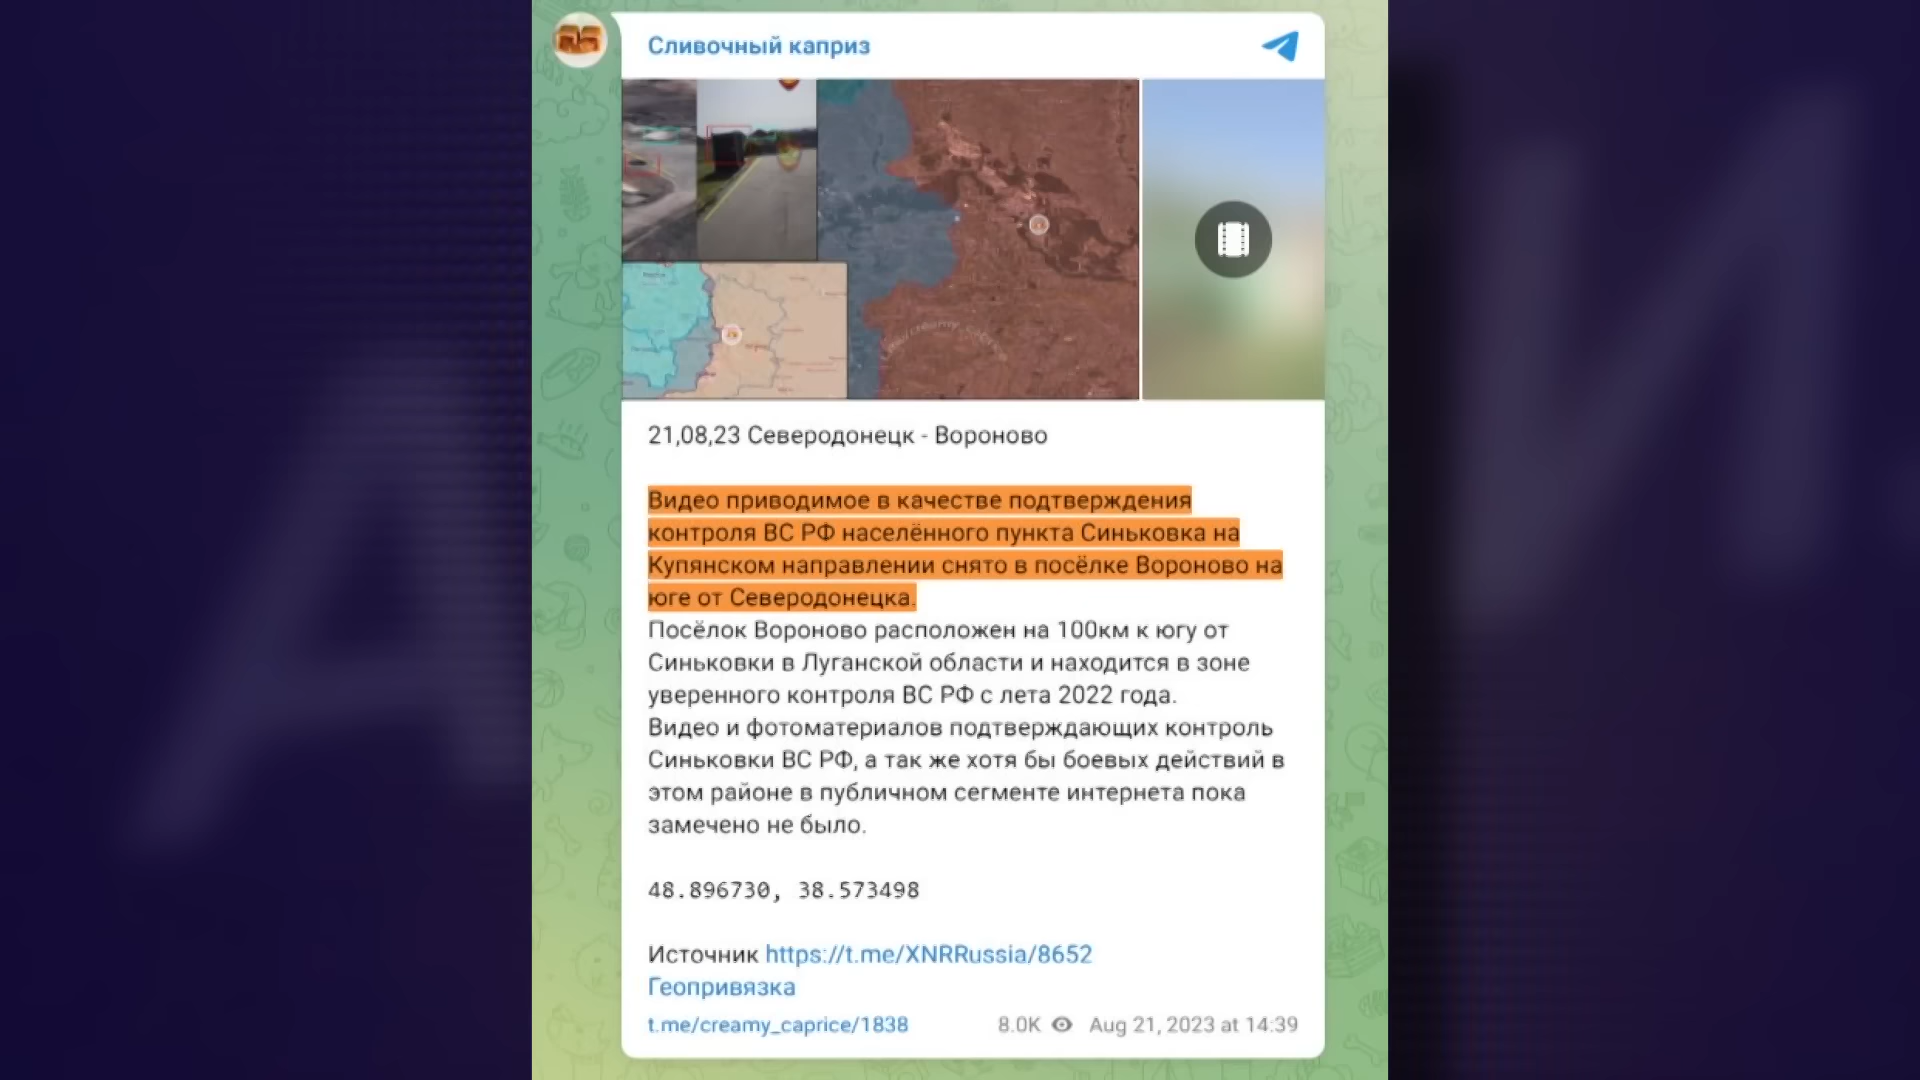 Сливочный каприз
21,08,23 Северодонецк - Вороново
Видео приводимое в качестве подтверждения
контроля ВС РФ населённого пункта Синьковка на
Купянском направлении снято в посёлке Вороново на
юге от Северодонецка.
Посёлок Вороново расположен на 100км к югу от
Синьковки в Луганской области и находится в зоне
уверенного контроля ВС РФ с лета 2022 года.
Видео и фотоматериалов подтверждающих контроль
Синьковки ВС РФ, а так же хотя бы боевых действий в
этом районе в публичном сегменте интернета пока
замечено не было.
48.896730, 38.573498
Источник https://t.me/XNRRussia/8652
Геопривязка
t.me/creamy_caprice/1838 8.0K Aug 21, 2023 at 14:39